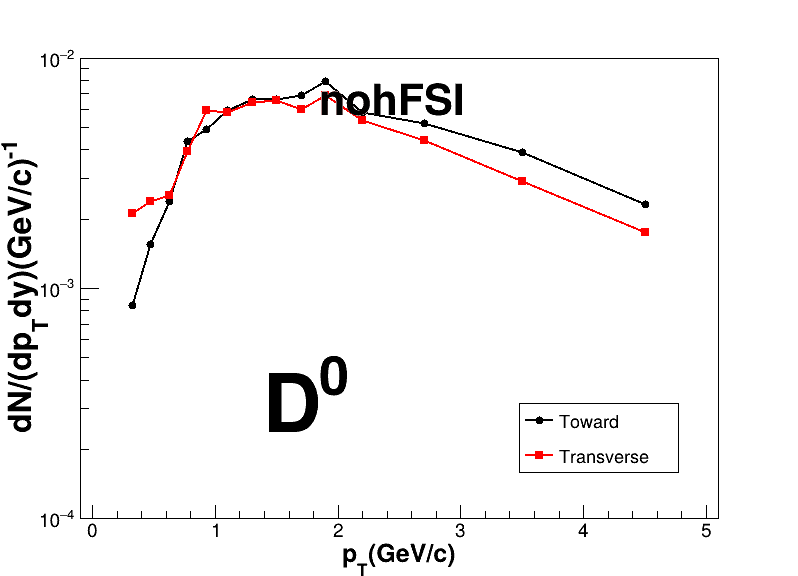 10⁻²
nohFSI
dN/(dp_T dy)(GeV/c)⁻¹
10⁻³
D⁰
Toward
Transverse
10⁻⁴
0 1 2 3 4 5
p_T(GeV/c)